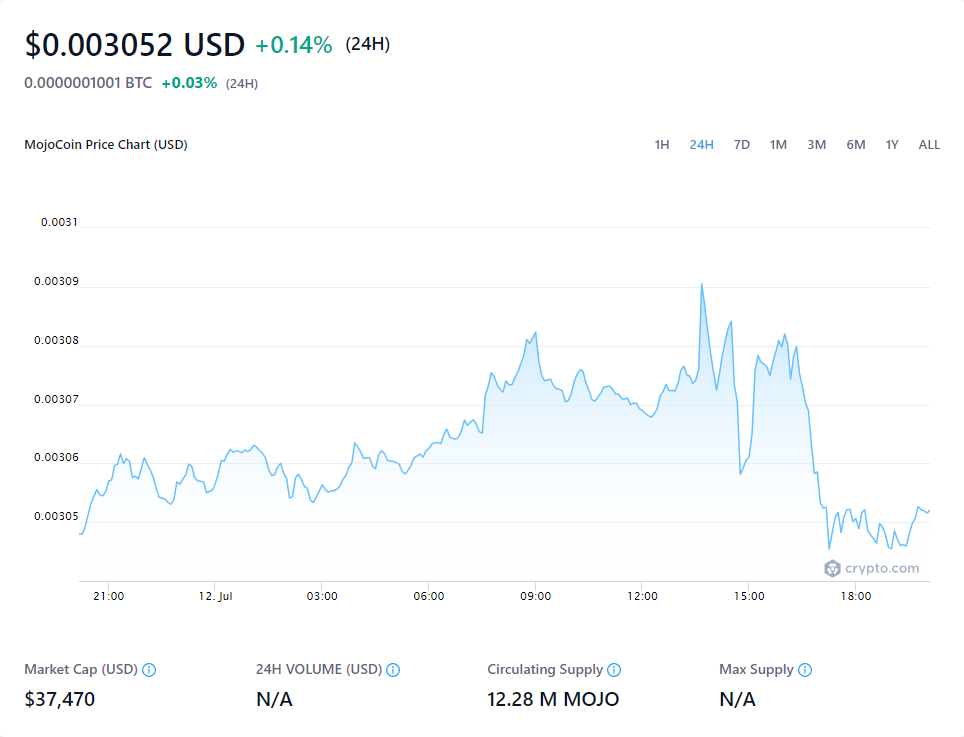 $0.003052 USD +0.14% (24H)
0.0000001001 BTC +0.03% (24H)
MojoCoin Price Chart (USD) 1H 24H 7D 1M 3M 6M 1Y ALL
0.0031
0.00309
0.00308
0.00307
0.00306
0.00305
crypto.com
21:00 12. Jul 03:00 06:00 09:00 12:00 15:00 18:00
Market Cap (USD) 24H VOLUME (USD) Circulating Supply Max Supply
$37,470 N/A 12.28 M MOJO N/A